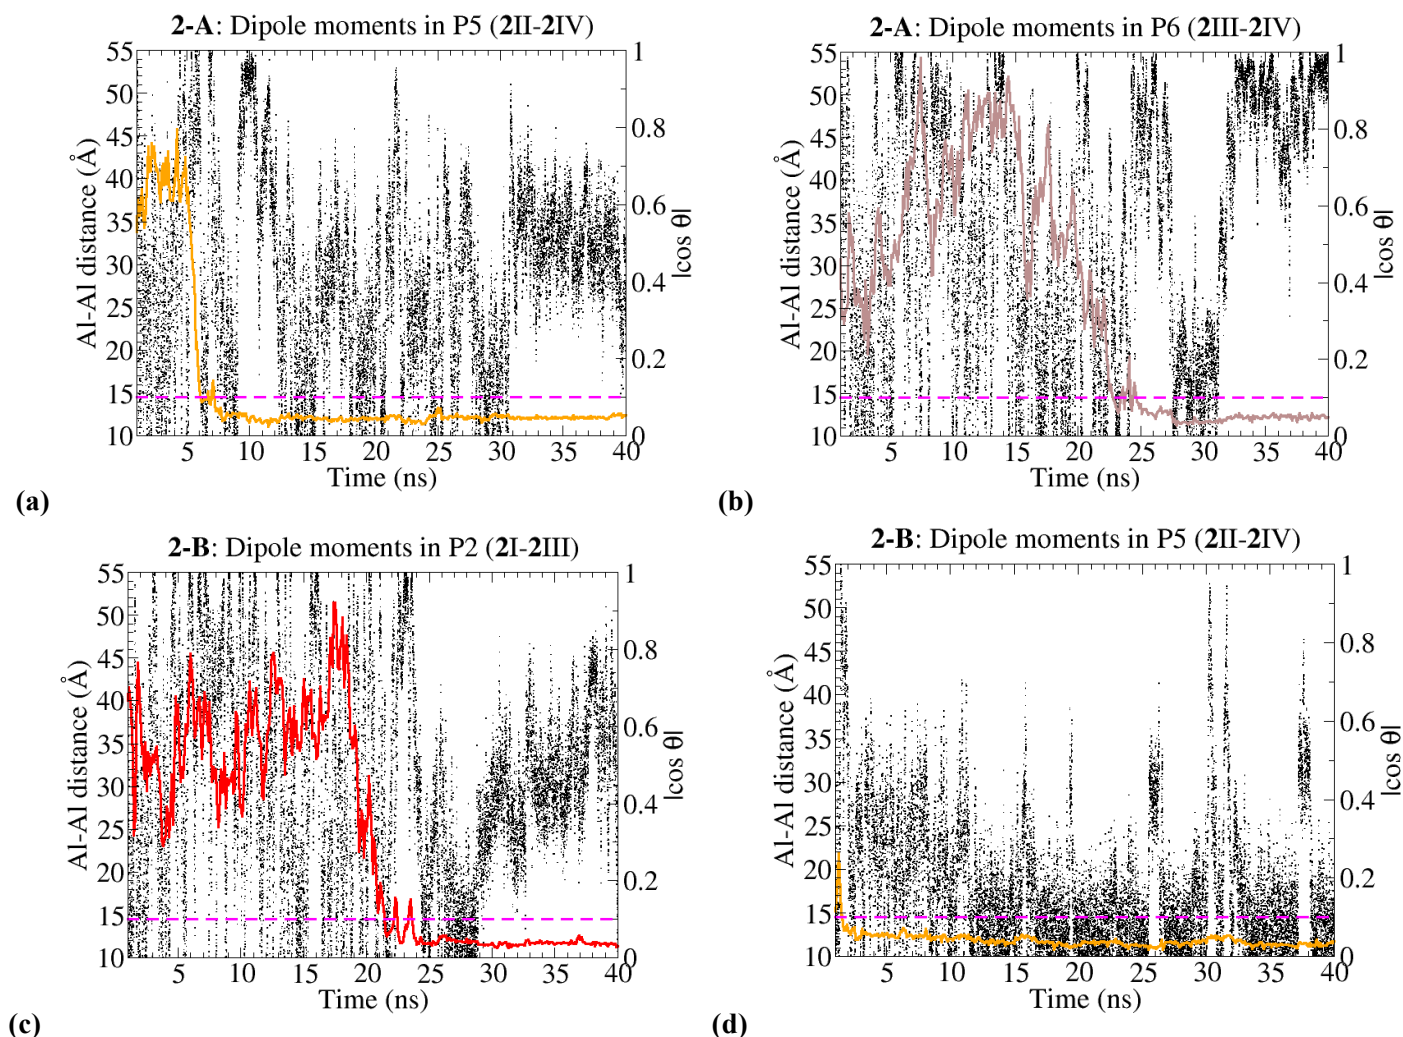 2-A: Dipole moments in P5 (2II-2IV)
55
50
45
40
35
30
25
20
15
10
Al-Al distance (Å)
1
0.8
0.6
0.4
0.2
0
|cos θ|
5 10 15 20 25 30 35 40
Time (ns)
(a)
2-A: Dipole moments in P6 (2III-2IV)
55
50
45
40
35
30
25
20
15
10
Al-Al distance (Å)
1
0.8
0.6
0.4
0.2
0
|cos θ|
5 10 15 20 25 30 35 40
Time (ns)
(b)
2-B: Dipole moments in P2 (2I-2III)
55
50
45
40
35
30
25
20
15
10
Al-Al distance (Å)
1
0.8
0.6
0.4
0.2
0
|cos θ|
5 10 15 20 25 30 35 40
Time (ns)
(c)
2-B: Dipole moments in P5 (2II-2IV)
55
50
45
40
35
30
25
20
15
10
Al-Al distance (Å)
1
0.8
0.6
0.4
0.2
0
|cos θ|
5 10 15 20 25 30 35 40
Time (ns)
(d)